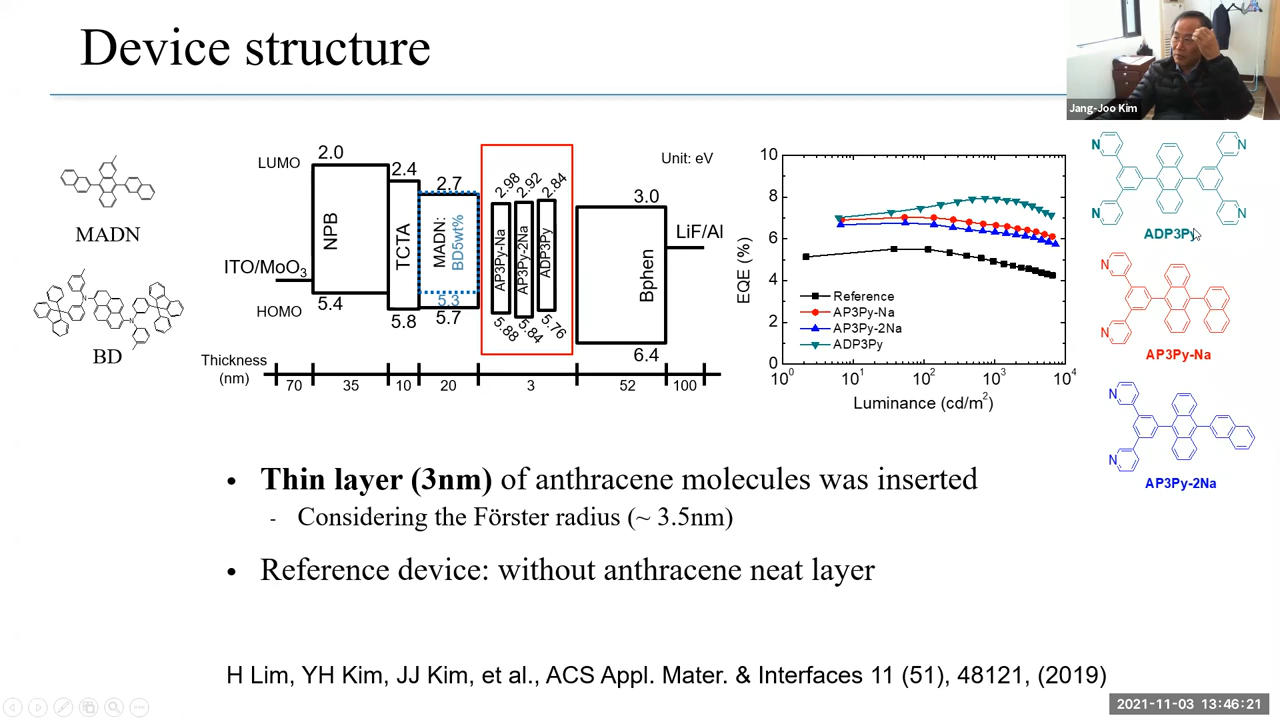 Device structure
Jang-Joo Kim
MADN
BD
LUMO
HOMO
Unit: eV
2.0
2.4
2.7
2.98
2.92
2.84
3.0
NPB
TCTA
MADN:
BD5wt%
AP3Py-Na
AP3Py-2Na
ADP3Py
Bphen
ITO/MoO3
LiF/Al
5.4
5.8
5.3
5.7
5.88
5.84
5.76
6.4
Thickness
(nm)
70
35
10
20
3
52
100
10
8
6
4
2
0
EQE (%)
Reference
AP3Py-Na
AP3Py-2Na
ADP3Py
10^0
10^1
10^2
10^3
10^4
Luminance (cd/m^2)
N
N
N
N
ADP3Py
N
N
AP3Py-Na
N
N
AP3Py-2Na
• Thin layer (3nm) of anthracene molecules was inserted
- Considering the Förster radius (~ 3.5nm)
• Reference device: without anthracene neat layer
H Lim, YH Kim, JJ Kim, et al., ACS Appl. Mater. & Interfaces 11 (51), 48121, (2019)
2021-11-03 13:46:21